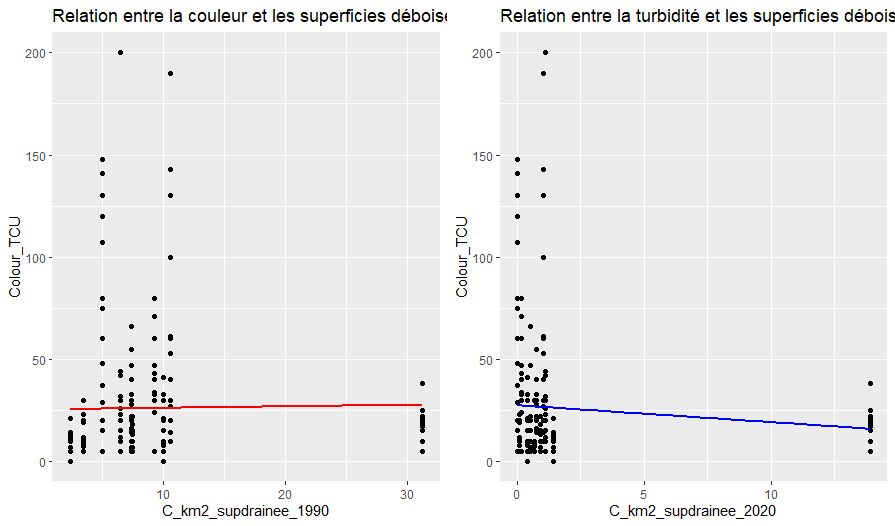 Relation entre la couleur et les superficies déboisé
Relation entre la turbidité et les superficies débois
Colour_TCU
200
150
100
50
0
10
20
30
C_km2_supdrainee_1990
Colour_TCU
200
150
100
50
0
0
5
10
C_km2_supdrainee_2020